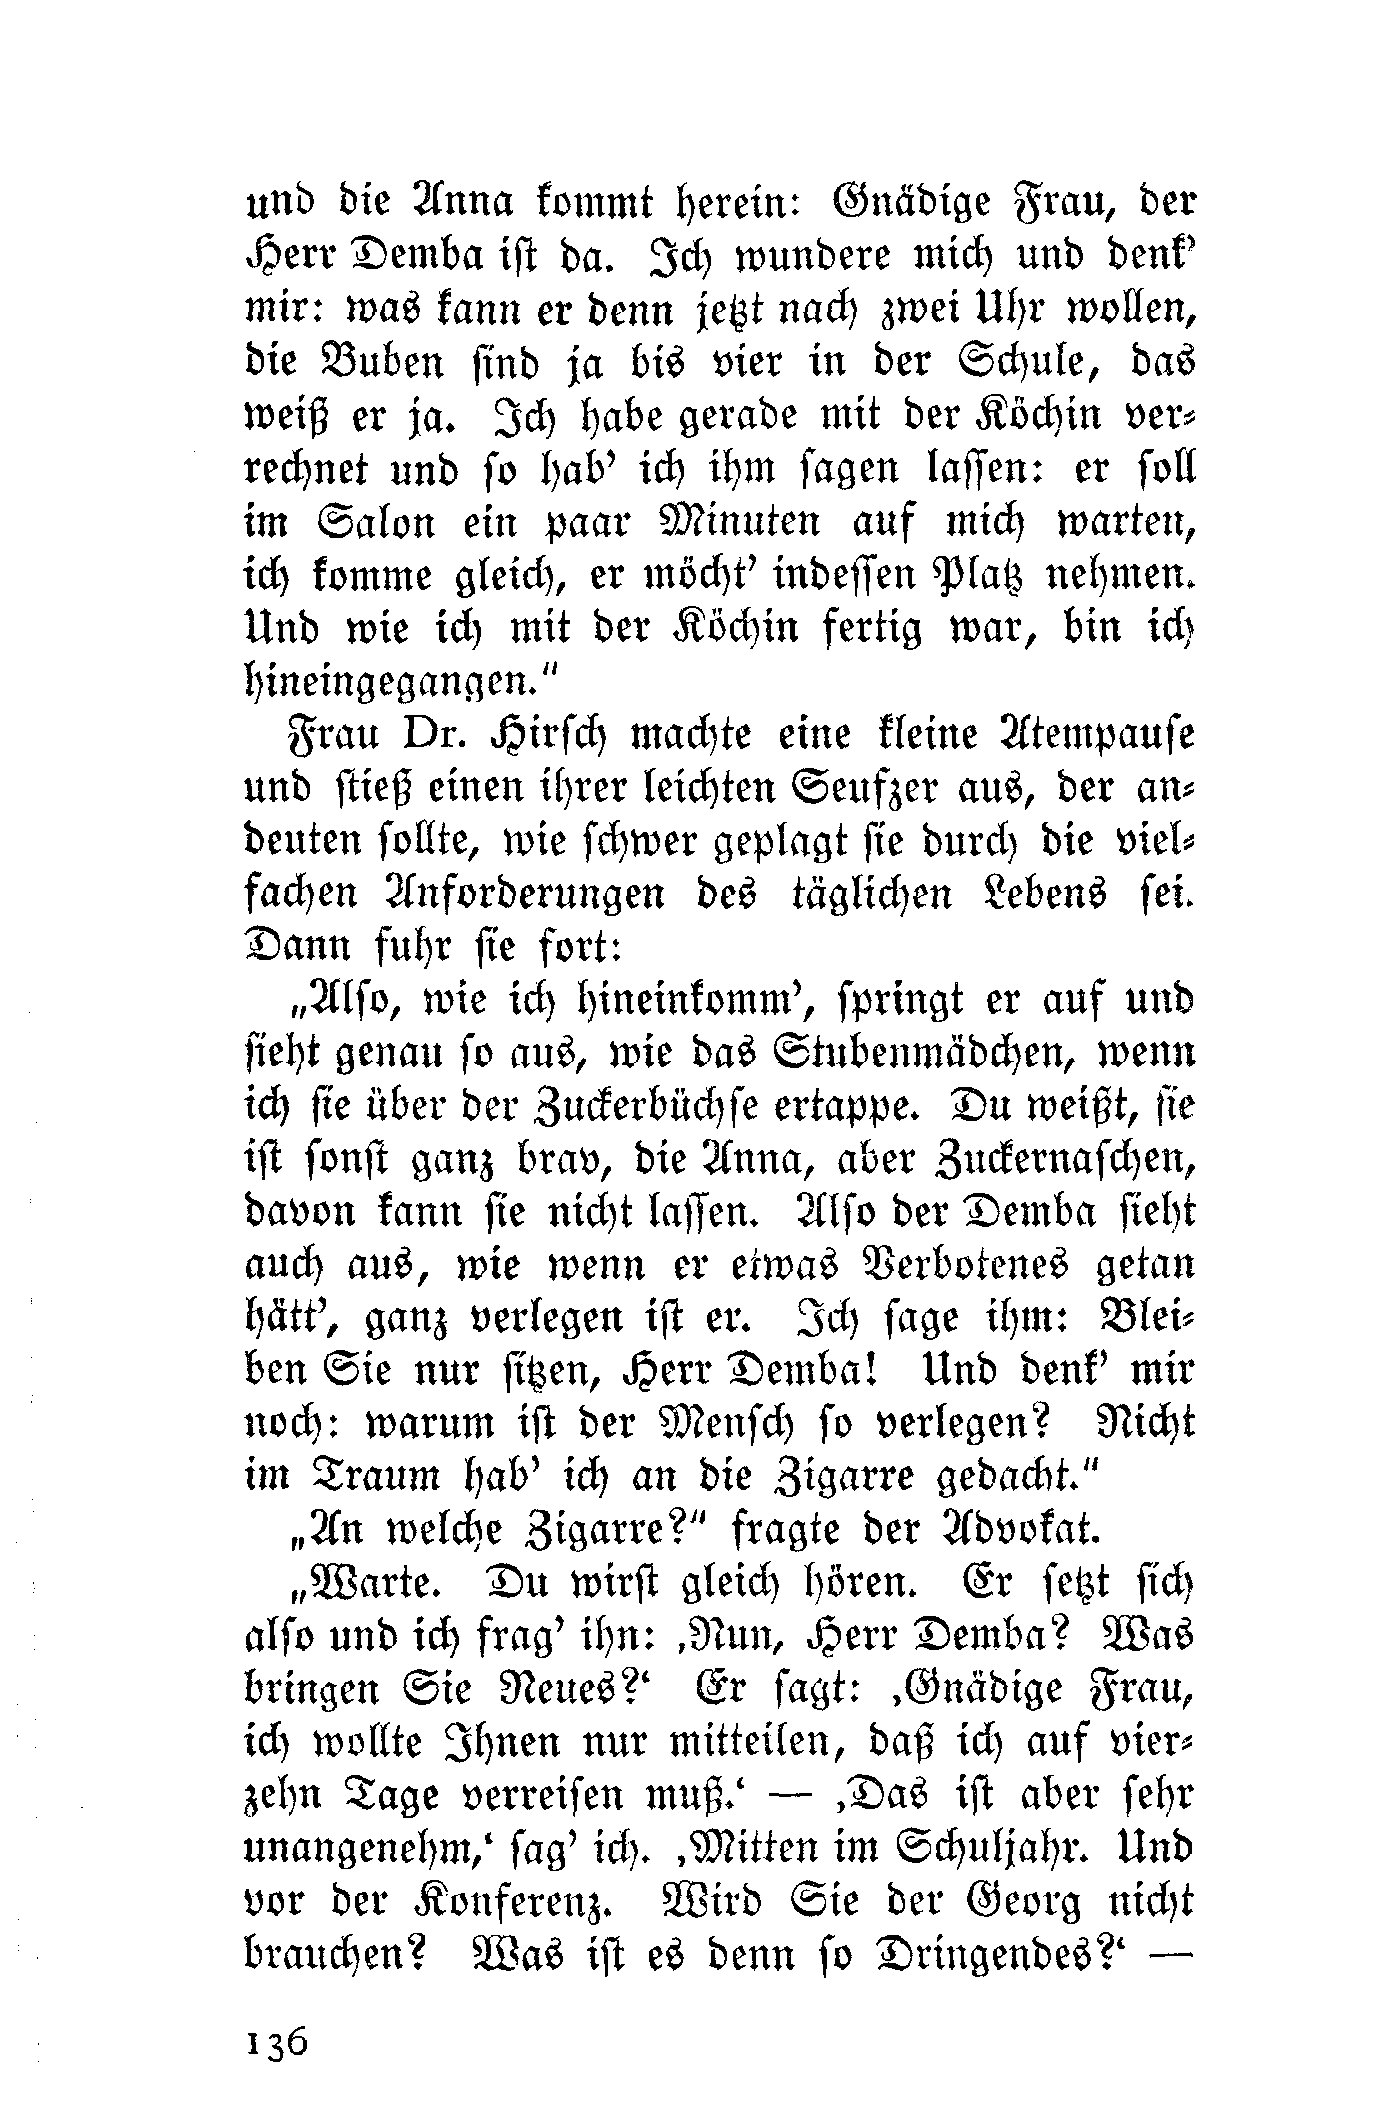 und die Anna kommt herein: Gnädige Frau, der
Herr Demba ist da. Ich wundere mich und denk’
mir: was kann er denn jetzt nach zwei Uhr wollen,
die Buben sind ja bis vier in der Schule, das
weiß er ja. Ich habe gerade mit der Köchin ver-
rechnet und so hab’ ich ihm sagen lassen: er soll
im Salon ein paar Minuten auf mich warten,
ich komme gleich, er möcht’ indessen Platz nehmen.
Und wie ich mit der Köchin fertig war, bin ich
hineingegangen.“
Frau Dr. Hirsch machte eine kleine Atempause
und stieß einen ihrer leichten Seufzer aus, der an-
deuten sollte, wie schwer geplagt sie durch die viel-
fachen Anforderungen des täglichen Lebens sei.
Dann fuhr sie fort:
„Also, wie ich hineinkomm’, springt er auf und
sieht genau so aus, wie das Stubenmädchen, wenn
ich sie über der Zuckerbüchse ertappe. Du weißt, sie
ist sonst ganz brav, die Anna, aber Zuckernaschen,
davon kann sie nicht lassen. Also der Demba sieht
auch aus, wie wenn er etwas Verbotenes getan
hätt’, ganz verlegen ist er. Ich sage ihm: Blei-
ben Sie nur sitzen, Herr Demba! Und denk’ mir
noch: warum ist der Mensch so verlegen? Nicht
im Traum hab’ ich an die Zigarre gedacht.“
„An welche Zigarre?“ fragte der Advokat.
„Warte. Du wirst gleich hören. Er setzt sich
also und ich frag’ ihn: ‚Nun, Herr Demba? Was
bringen Sie Neues?‘ Er sagt: ‚Gnädige Frau,
ich wollte Ihnen nur mitteilen, daß ich auf vier-
zehn Tage verreisen muß.‘ — ‚Das ist aber sehr
unangenehm,‘ sag’ ich. ‚Mitten im Schuljahr. Und
vor der Konferenz. Wird Sie der Georg nicht
brauchen? Was ist es denn so Dringendes?‘ —
136